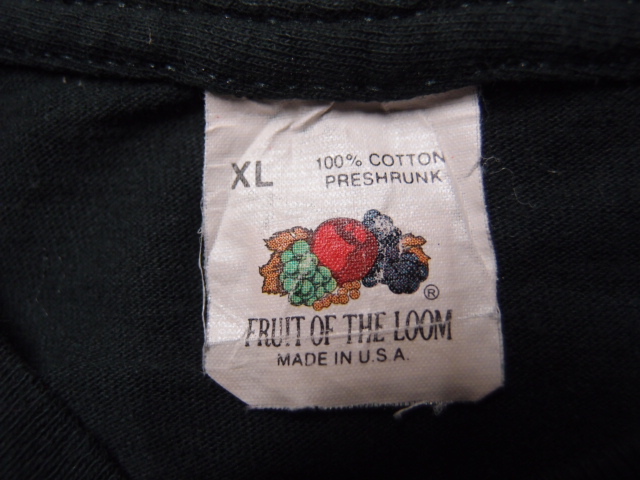 XL
100% COTTON
PRESHRUNK
®
FRUIT OF THE LOOM
MADE IN U.S.A.